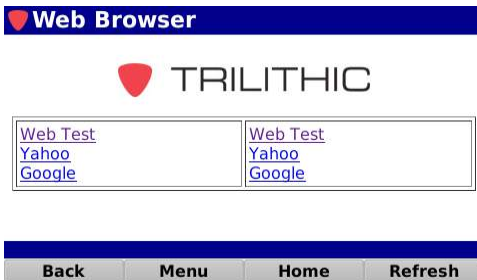 Web Browser
TRILITHIC
Web Test Web Test
Yahoo Yahoo
Google Google
Back Menu Home Refresh